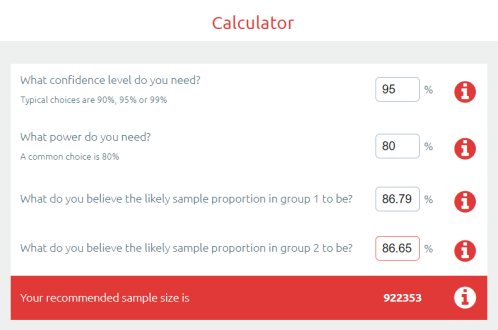 Calculator
What confidence level do you need?
95 %
Typical choices are 90%, 95% or 99%
What power do you need?
80 %
A common choice is 80%
What do you believe the likely sample proportion in group 1 to be? 86.79 %
What do you believe the likely sample proportion in group 2 to be? 86.65 %
Your recommended sample size is 922353